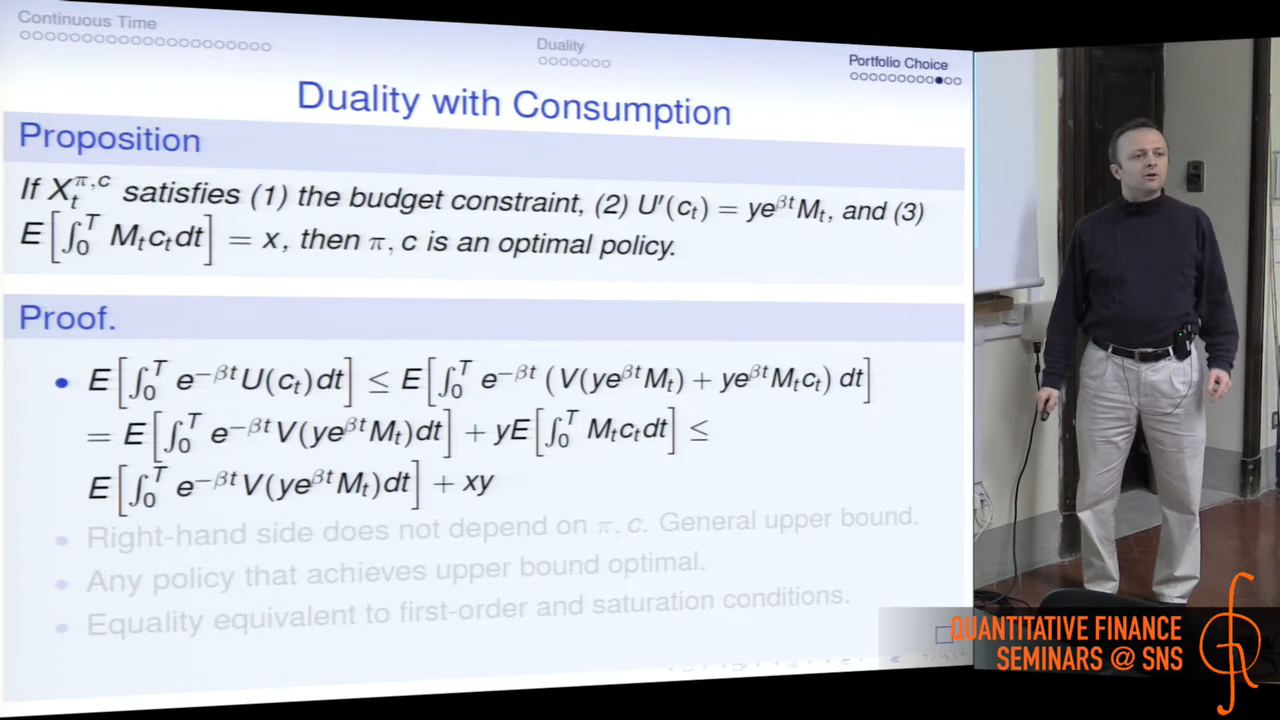 Continuous Time
Duality
Portfolio Choice
Duality with Consumption
Proposition
If X_t^{π,c} satisfies (1) the budget constraint, (2) U′(c_t) = ye^{βt}M_t, and (3)
E[∫_0^T M_t c_t dt] = x, then π, c is an optimal policy.
Proof.
• E[∫_0^T e^{−βt}U(c_t)dt] ≤ E[∫_0^T e^{−βt} (V(ye^{βt}M_t) + ye^{βt}M_t c_t) dt]
= E[∫_0^T e^{−βt}V(ye^{βt}M_t)dt] + yE[∫_0^T M_t c_t dt] ≤
E[∫_0^T e^{−βt}V(ye^{βt}M_t)dt] + xy
• Right-hand side does not depend on π, c. General upper bound.
• Any policy that achieves upper bound optimal.
• Equality equivalent to first-order and saturation conditions.
QUANTITATIVE FINANCE
SEMINARS @ SNS